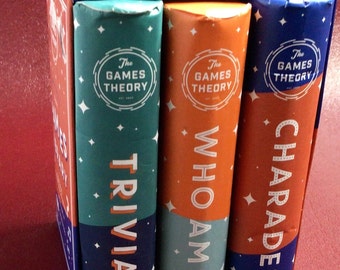 The
GAMES
THEORY
TRIVIA
The
GAMES
THEORY
WHO AM
The
GAMES
THEORY
CHARADE